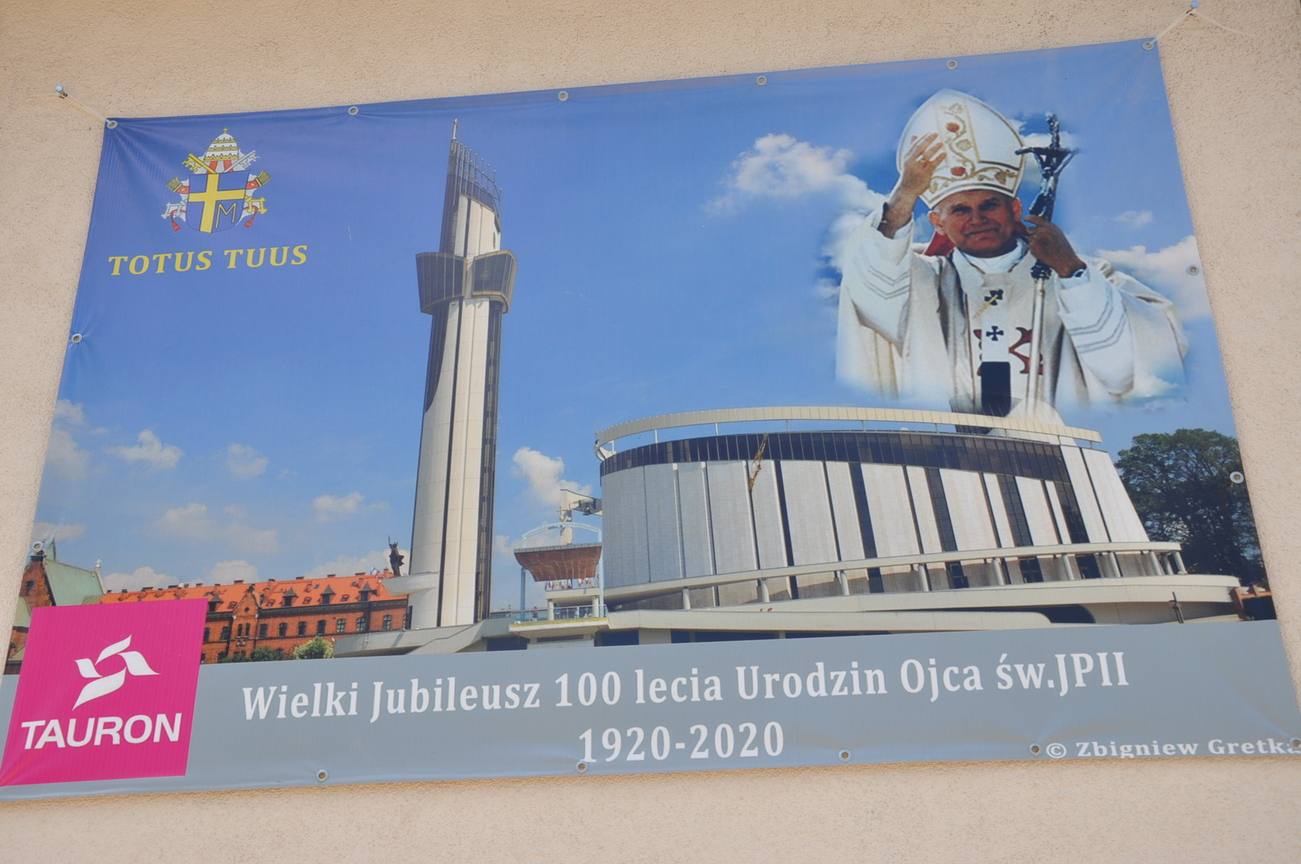 TOTUS TUUS
TAURON
Wielki Jubileusz 100 lecia Urodzin Ojca św.JPII
1920-2020
© Zbigniew Gretka